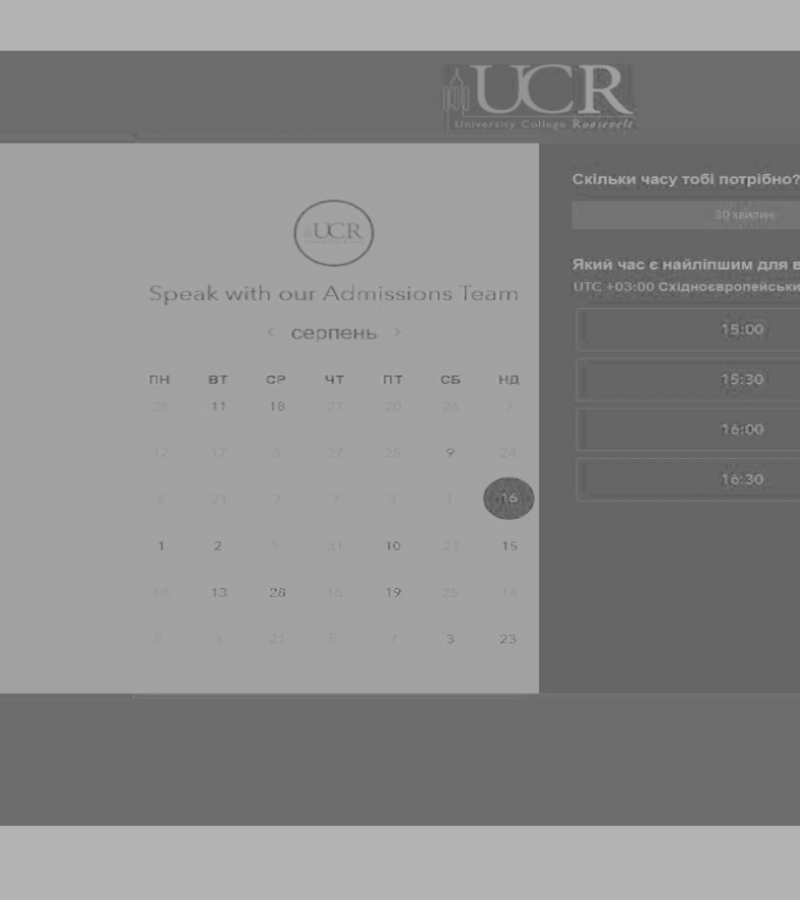 UCR
University College Roosevelt
UCR
Speak with our Admissions Team
< серпень >
ПН ВТ СР ЧТ ПТ СБ НД
25 11 18 27 20 26 7
17 17 3 27 25 9 24
6 21 7 7 3 1 16
1 2 5 31 10 21 15
18 13 28 15 19 25 14
5 3 21 5 7 3 23
Скільки часу тобі потрібно?
30 хвилин
Який час є найліпшим для в
UTC +03:00 Східноєвропейськи
15:00
15:30
16:00
16:30